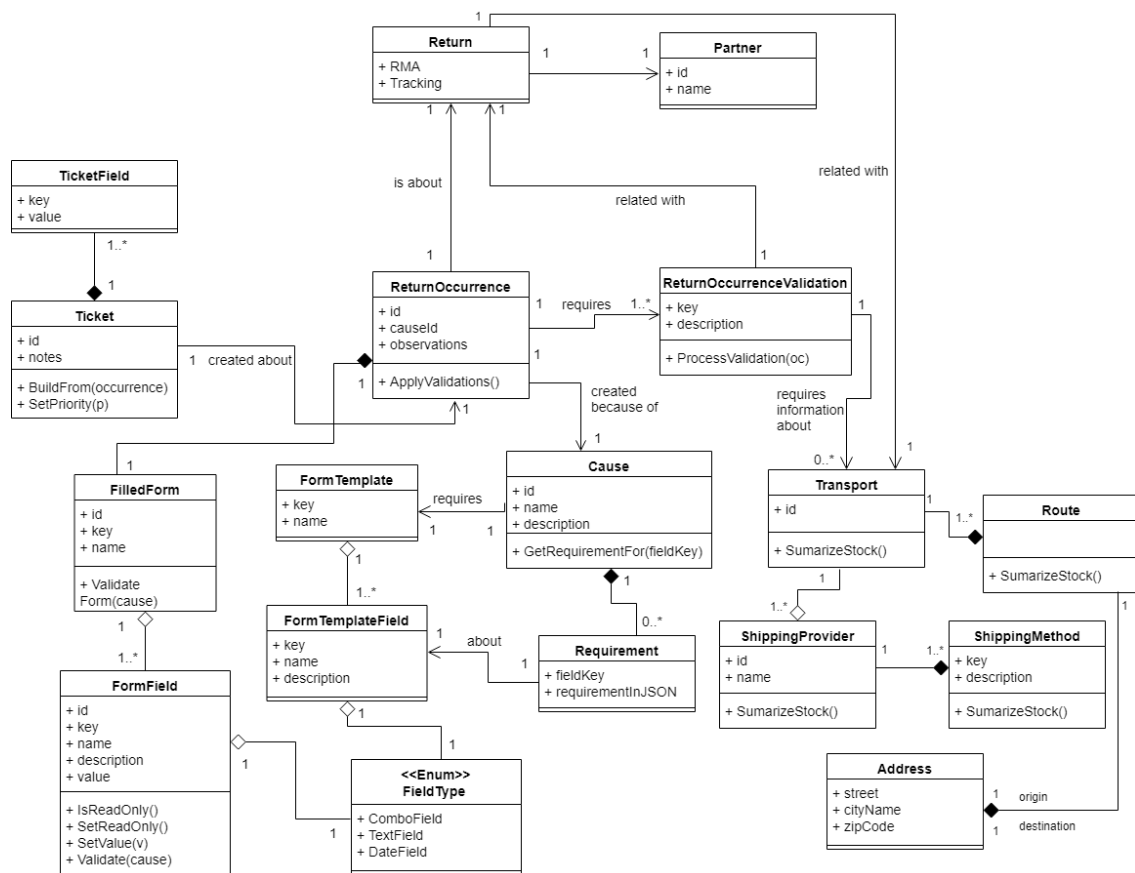 1
1
Return
+ RMA
+ Tracking
1
1
Partner
+ id
+ name
1
1
is about
related with
related with
TicketField
+ key
+ value
1..*
1
Ticket
+ id
+ notes
+ BuildFrom(occurrence)
+ SetPriority(p)
1
created about
1
ReturnOccurrence
+ id
+ causeId
+ observations
+ ApplyValidations()
1
1
1
requires
1..*
1
1
ReturnOccurrenceValidation
+ key
+ description
+ ProcessValidation(oc)
1
created
because of
1
requires
information
about
0..*
1
1
FilledForm
+ id
+ key
+ name
+ Validate
Form(cause)
1
1..*
FormTemplate
+ key
+ name
requires
1
1
1
1..*
Cause
+ id
+ name
+ description
+ GetRequirementFor(fieldKey)
1
0..*
Transport
+ id
+ SumarizeStock()
1
1..*
Route
+ SumarizeStock()
1
1
1..*
FormTemplateField
+ key
+ name
+ description
1
about
1
Requirement
+ fieldKey
+ requirementInJSON
ShippingProvider
+ id
+ name
+ SumarizeStock()
1
1..*
ShippingMethod
+ key
+ description
+ SumarizeStock()
FormField
+ id
+ key
+ name
+ description
+ value
+ IsReadOnly()
+ SetReadOnly()
+ SetValue(v)
+ Validate(cause)
1
1
1
1
<<Enum>>
FieldType
+ ComboField
+ TextField
+ DateField
Address
+ street
+ cityName
+ zipCode
1
origin
1
destination